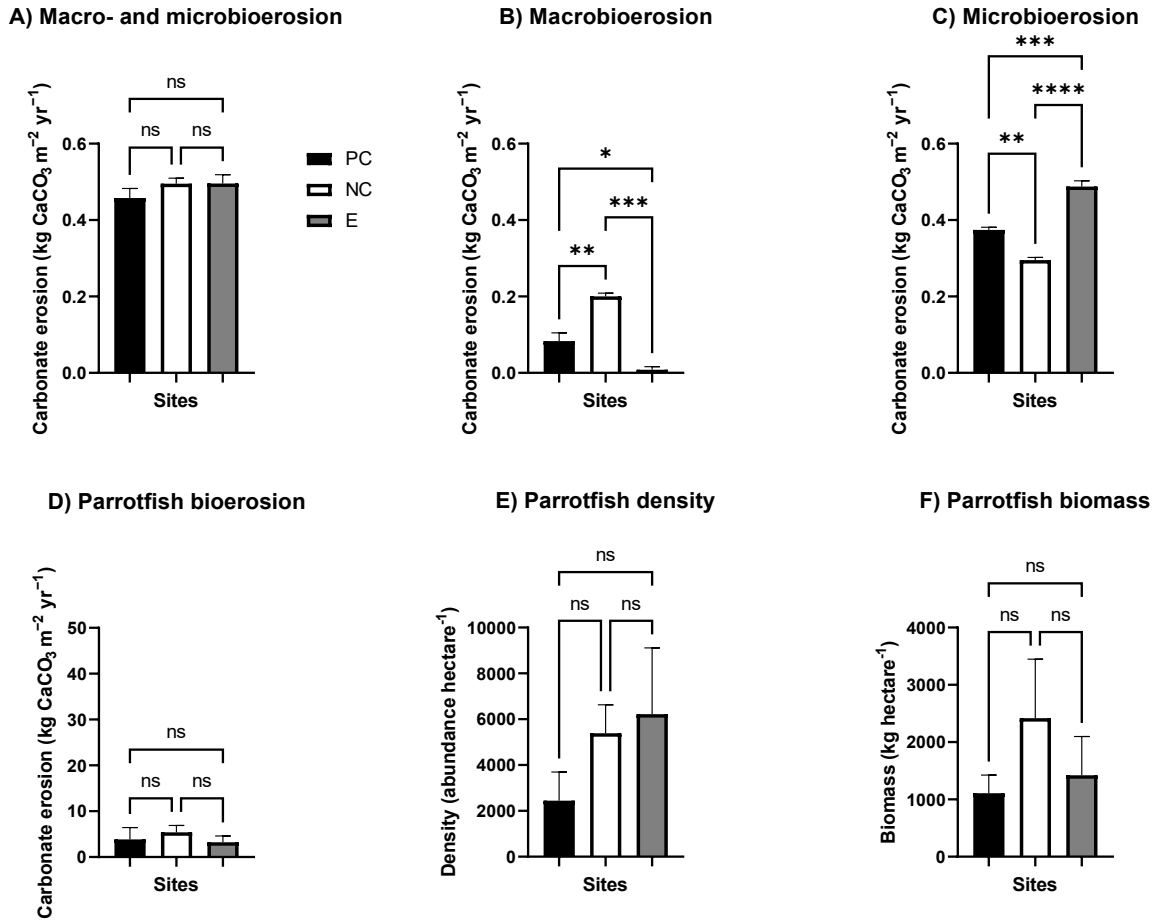 A) Macro- and microbioerosion
Carbonate erosion (kg CaCO₃ m⁻² yr⁻¹)
0.6
0.4
0.2
0.0
ns
ns
ns
Sites
PC
NC
E
B) Macrobioerosion
Carbonate erosion (kg CaCO₃ m⁻² yr⁻¹)
0.6
0.4
0.2
0.0
*
***
**
Sites
C) Microbioerosion
Carbonate erosion (kg CaCO₃ m⁻² yr⁻¹)
0.6
0.4
0.2
0.0
***
****
**
Sites
D) Parrotfish bioerosion
Carbonate erosion (kg CaCO₃ m⁻² yr⁻¹)
50
40
30
20
10
0
ns
ns
ns
Sites
E) Parrotfish density
Density (abundance hectare⁻¹)
10000
8000
6000
4000
2000
0
ns
ns
ns
Sites
F) Parrotfish biomass
Biomass (kg hectare⁻¹)
4000
3000
2000
1000
0
ns
ns
ns
Sites